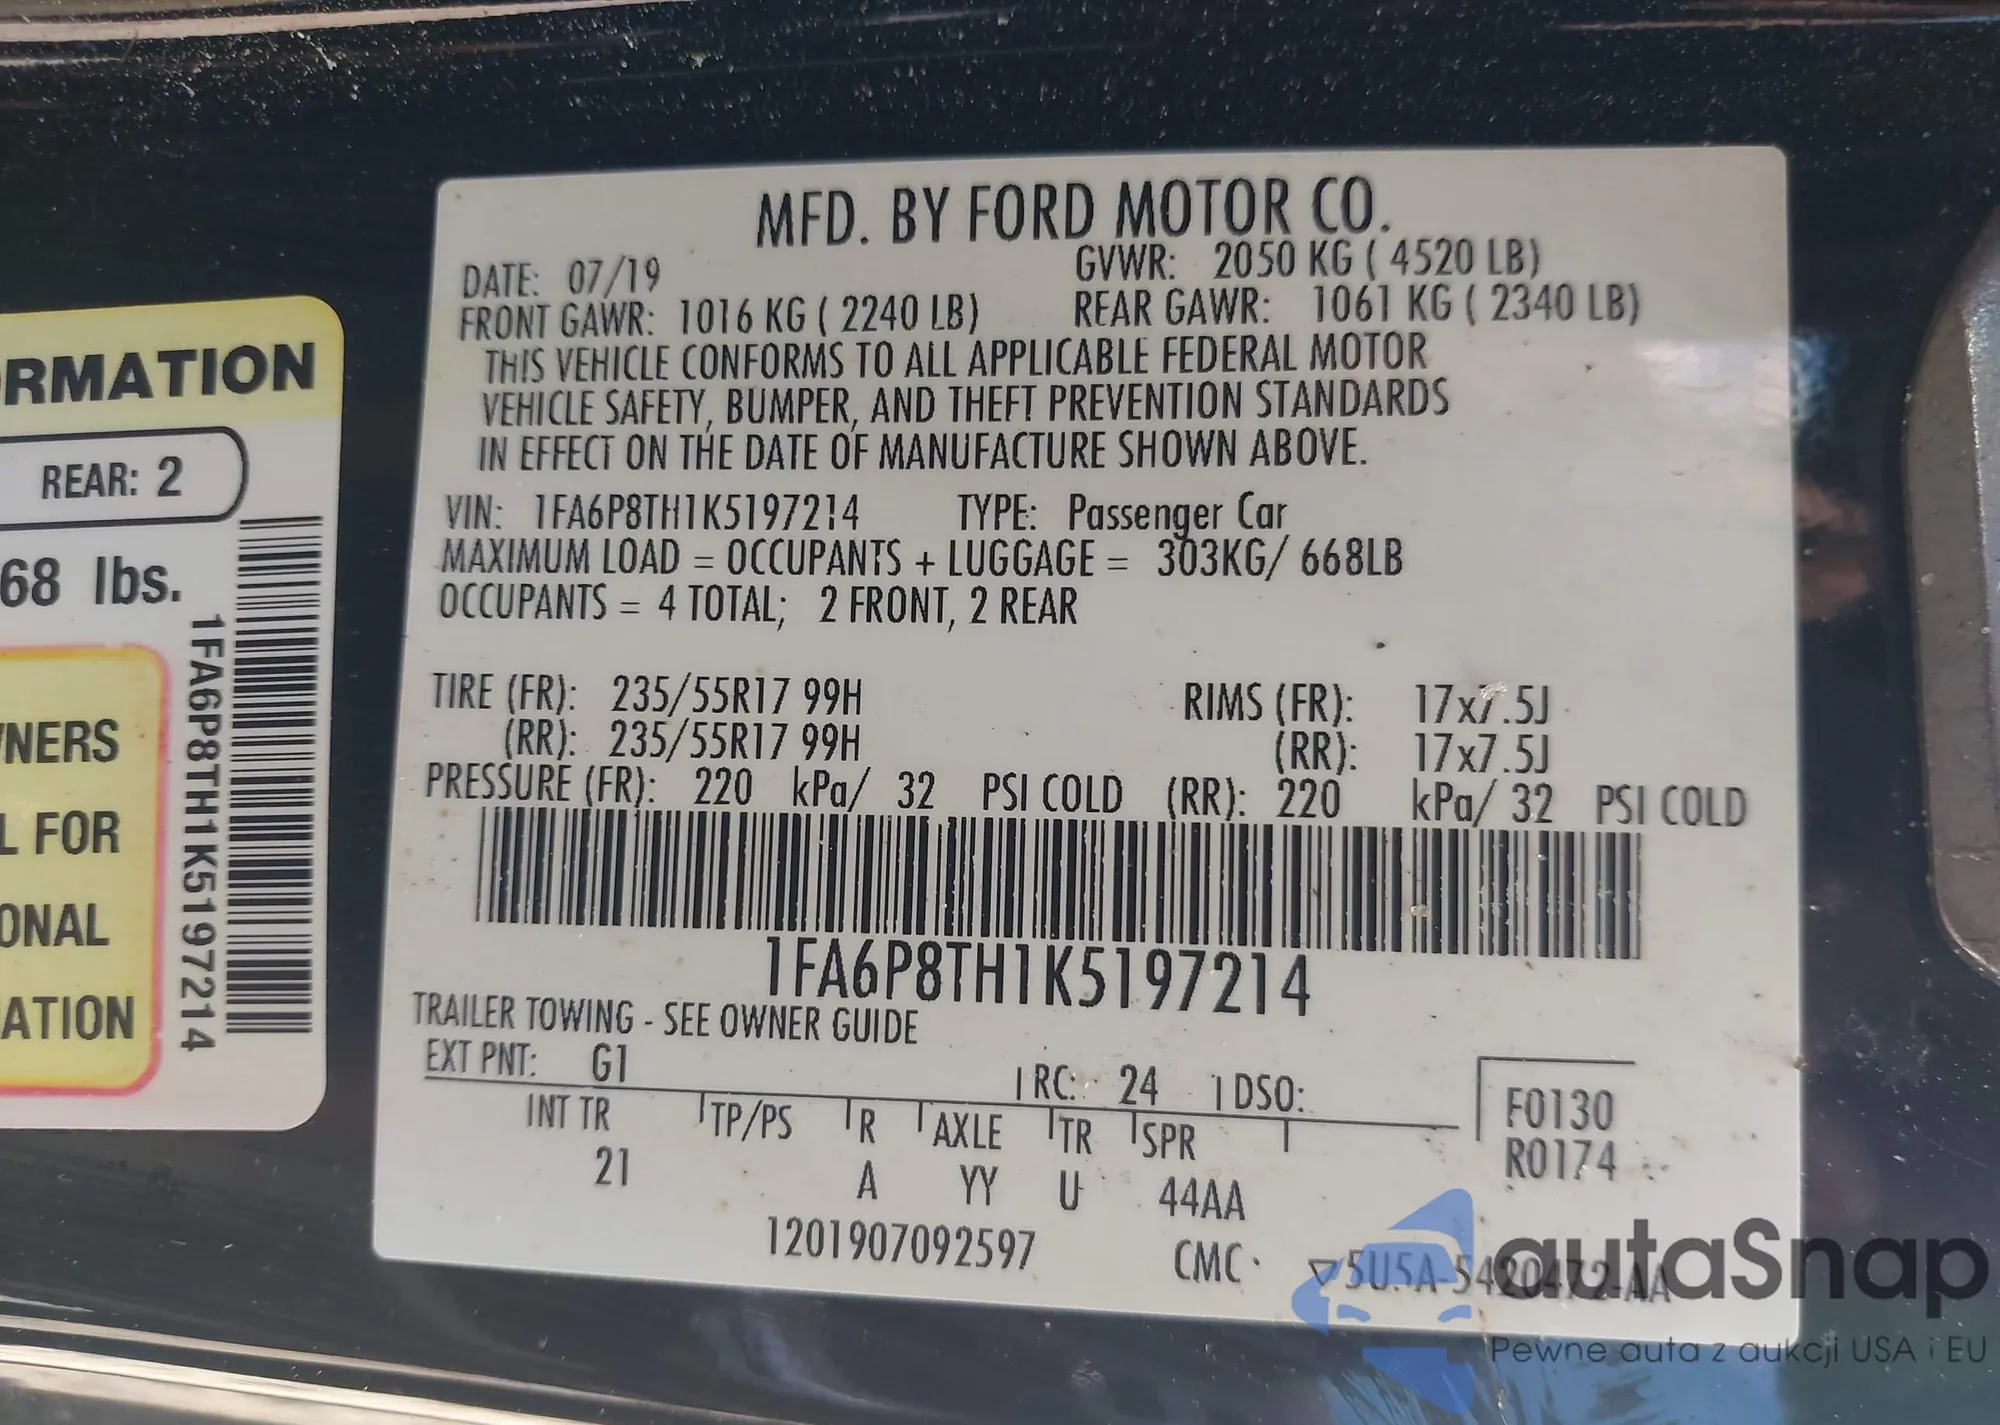 MFD. BY FORD MOTOR CO.
DATE: 07/19 GVWR: 2050 KG ( 4520 LB)
FRONT GAWR: 1016 KG ( 2240 LB) REAR GAWR: 1061 KG ( 2340 LB)
THIS VEHICLE CONFORMS TO ALL APPLICABLE FEDERAL MOTOR
VEHICLE SAFETY, BUMPER, AND THEFT PREVENTION STANDARDS
IN EFFECT ON THE DATE OF MANUFACTURE SHOWN ABOVE.
VIN: 1FA6P8TH1K5197214 TYPE: Passenger Car
MAXIMUM LOAD = OCCUPANTS + LUGGAGE = 303KG/ 668LB
OCCUPANTS = 4 TOTAL; 2 FRONT, 2 REAR
TIRE (FR): 235/55R17 99H RIMS (FR): 17x7.5J
(RR): 235/55R17 99H (RR): 17x7.5J
PRESSURE (FR): 220 kPa/ 32 PSI COLD (RR): 220 kPa/ 32 PSI COLD
1FA6P8TH1K5197214
TRAILER TOWING - SEE OWNER GUIDE
EXT PNT: G1 RC: 24 DSO:
INT TR TP/PS R AXLE TR SPR
21 A YY U 44AA
F0130
R0174
1201907092597 CMC
5U5A-5420472-AA
RMATION
REAR: 2
68 lbs.
1FA6P8TH1K5197214
NERS
L FOR
ONAL
ATION
autaSnap
Pewne auta z aukcji USA i EU